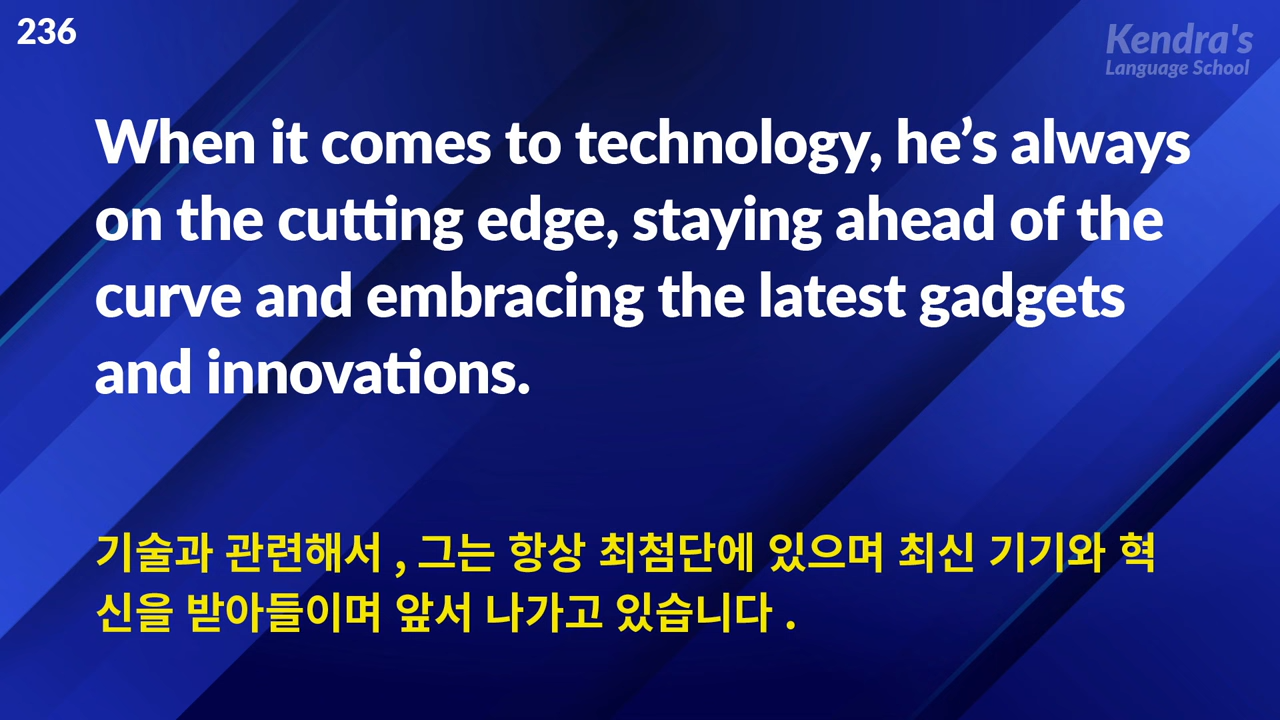 236
Kendra's
Language School
When it comes to technology, he’s always
on the cutting edge, staying ahead of the
curve and embracing the latest gadgets
and innovations.
기술과 관련해서 , 그는 항상 최첨단에 있으며 최신 기기와 혁
신을 받아들이며 앞서 나가고 있습니다 .